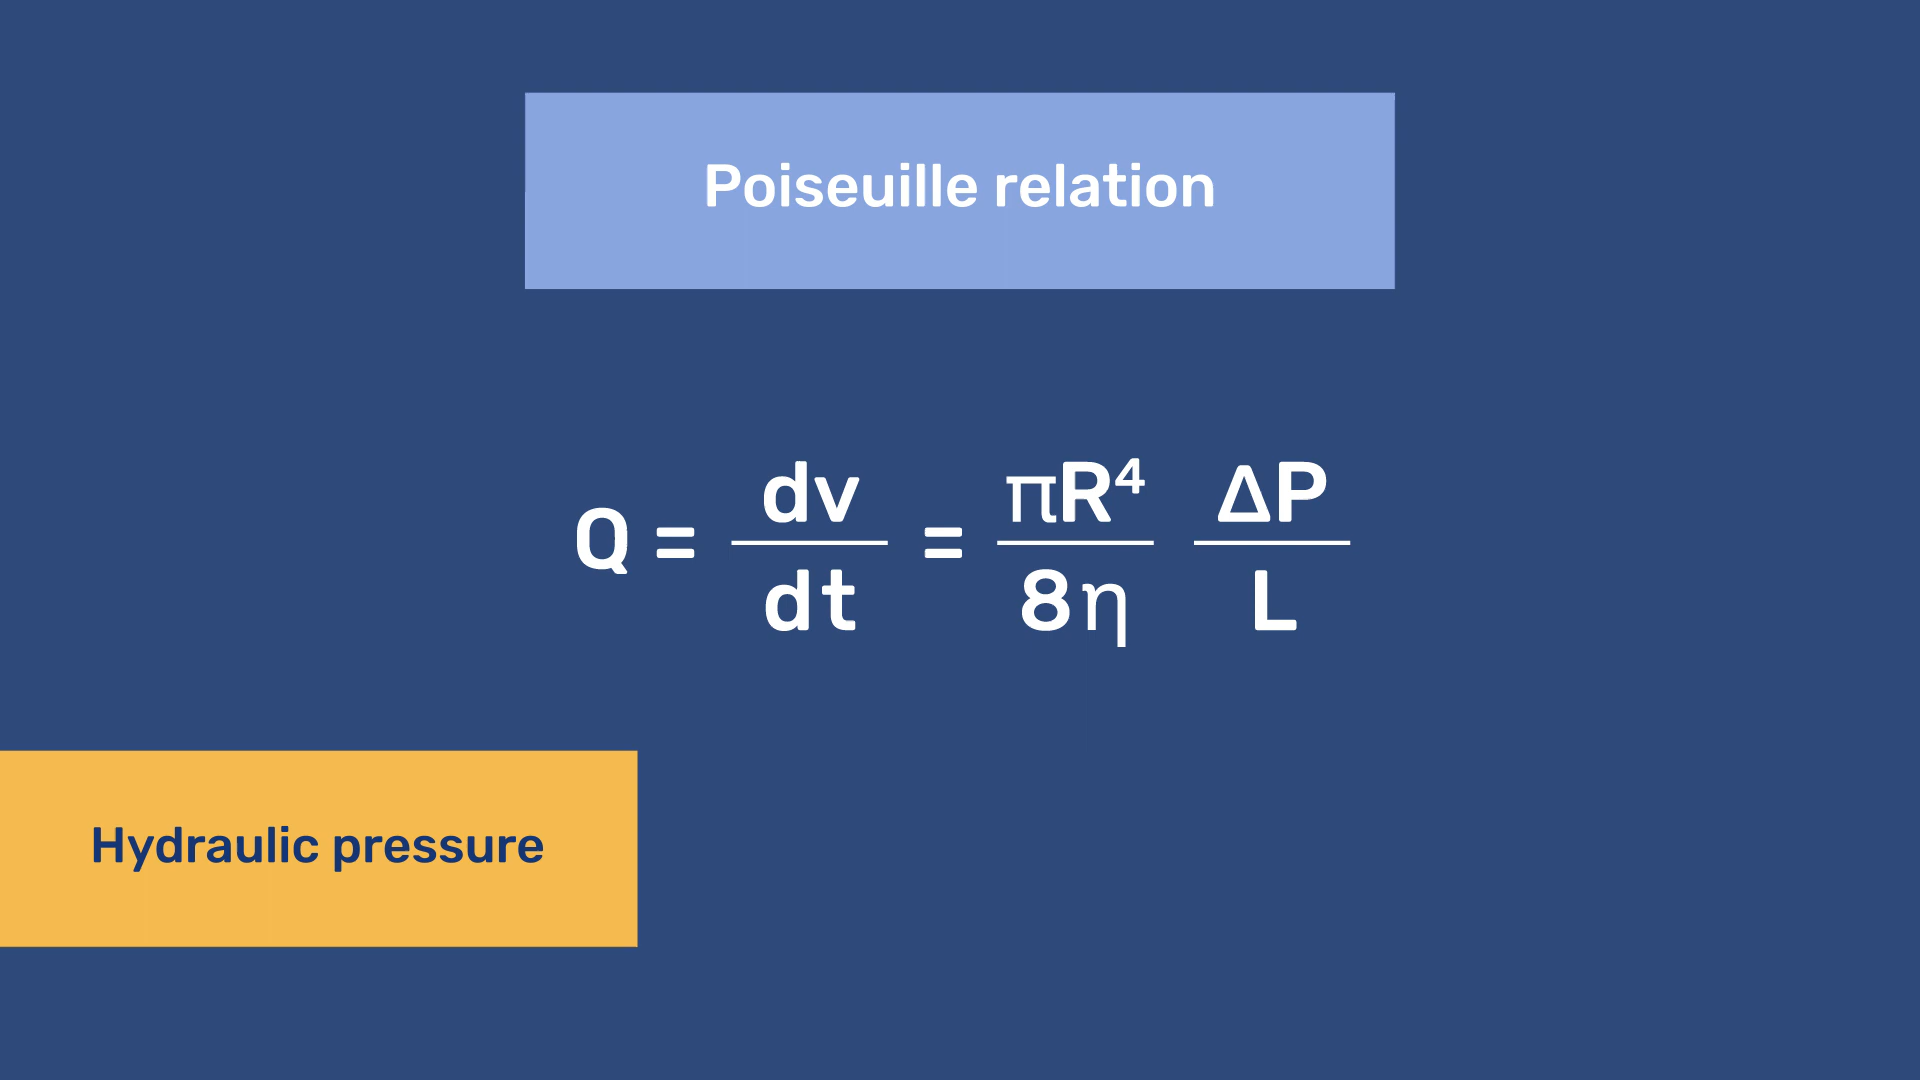 Poiseuille relation
Q = dv/dt = πR⁴/8η ΔP/L
Hydraulic pressure